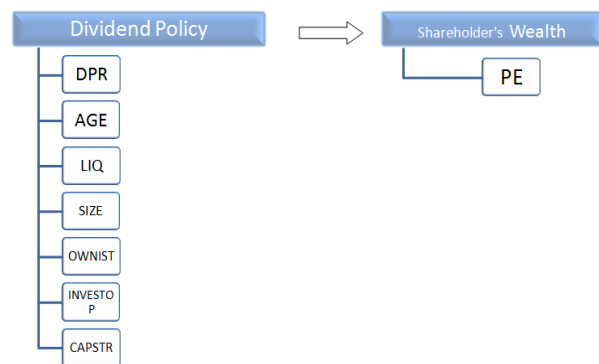 Dividend Policy
Shareholder's Wealth
DPR
PE
AGE
LIQ
SIZE
OWNIST
INVESTO
P
CAPSTR